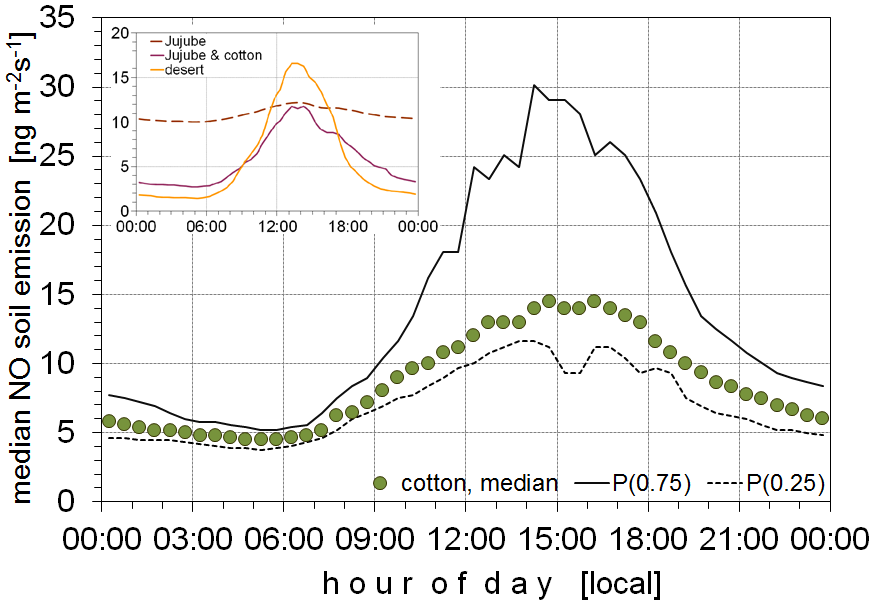 median NO soil emission [ng m-2s-1]
35
30
25
20
15
10
5
0
20
15
10
5
0
Jujube
Jujube & cotton
desert
00:00 06:00 12:00 18:00 00:00
cotton, median P(0.75) P(0.25)
00:00 03:00 06:00 09:00 12:00 15:00 18:00 21:00 00:00
hour of day [local]